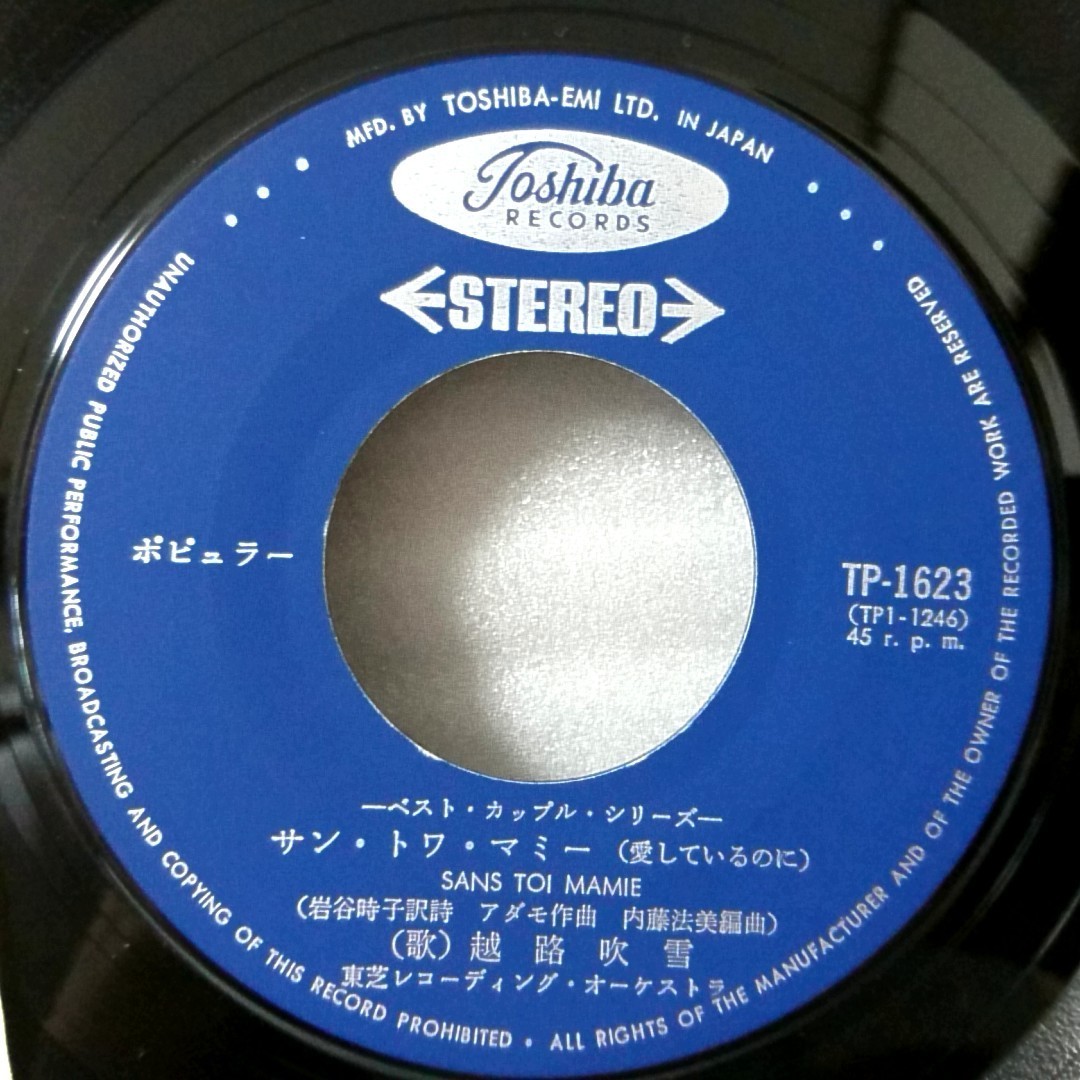 MFD. BY TOSHIBA-EMI LTD. IN JAPAN
Toshiba
RECORDS
STEREO
ポピュラー
TP-1623
(TP1-1246)
45 r. p. m.
―ベスト・カップル・シリーズ―
サン・トワ・マミー (愛しているのに)
SANS TOI MAMIE
(岩谷時子訳詩 アダモ作曲 内藤法美編曲)
(歌) 越路吹雪
東芝レコーディング・オーケストラ
UNAUTHORIZED PUBLIC PERFORMANCE, BROADCASTING AND COPYING OF THIS RECORD PROHIBITED • ALL RIGHTS OF THE MANUFACTURER AND OF THE OWNER OF THE RECORDED WORK ARE RESERVED